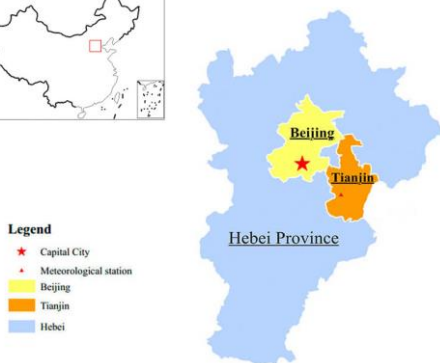 Beijing
Tianjin
Hebei Province
Legend
Capital City
Meteorological station
Beijing
Tianjin
Hebei